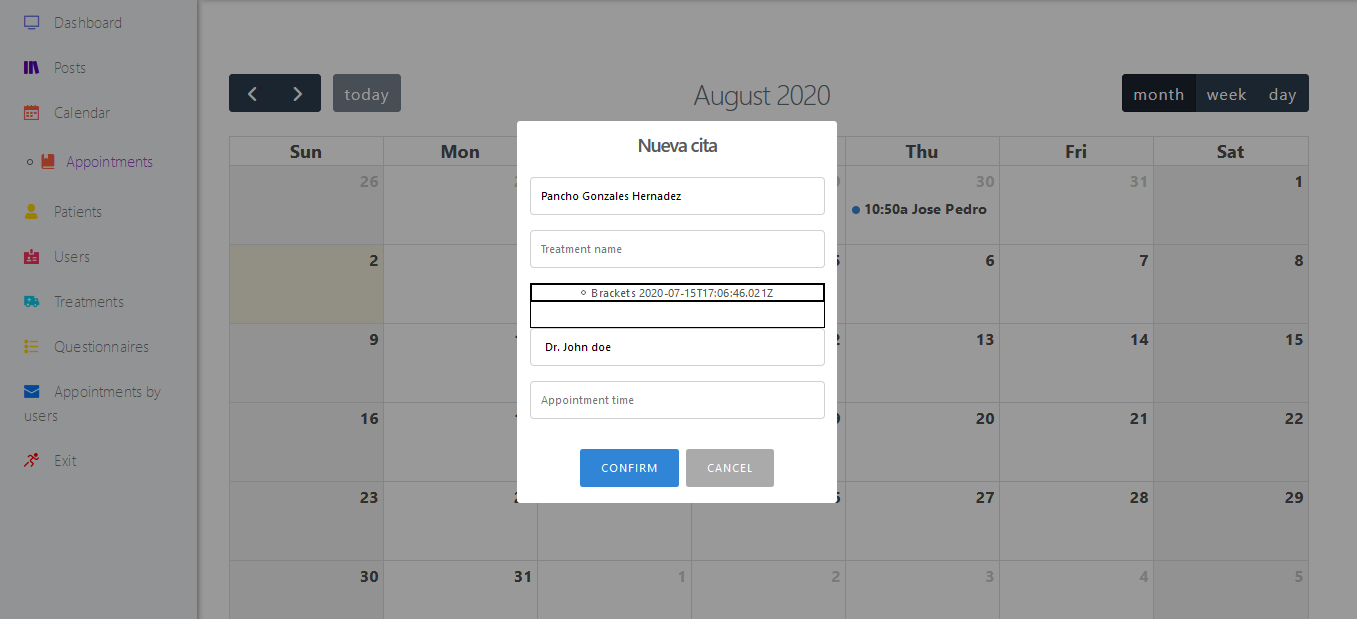 Dashboard
Posts
Calendar
Appointments
Patients
Users
Treatments
Questionnaires
Appointments by
users
Exit
today
August 2020
month week day
Sun Mon Thu Fri Sat
26 30 31 1
10:50a Jose Pedro
2 6 7 8
9 13 14 15
16 20 21 22
23 27 28 29
30 31 1 2 3 4 5
Nueva cita
Pancho Gonzales Hernadez
Treatment name
Brackets 2020-07-15T17:06:46.021Z
Dr. John doe
Appointment time
CONFIRM CANCEL